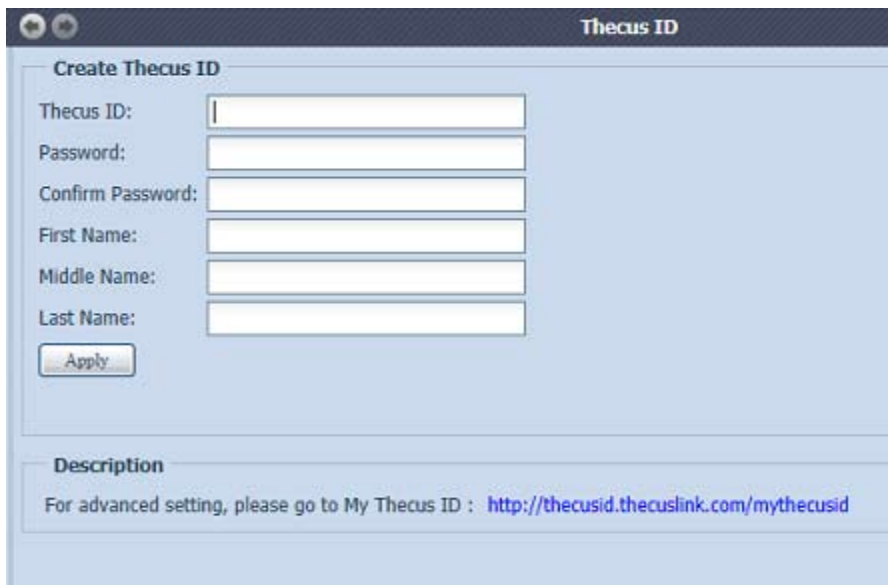 Thecus ID
Create Thecus ID
Thecus ID:
Password:
Confirm Password:
First Name:
Middle Name:
Last Name:
Apply
Description
For advanced setting, please go to My Thecus ID : http://thecusid.thecuslink.com/mythecusid